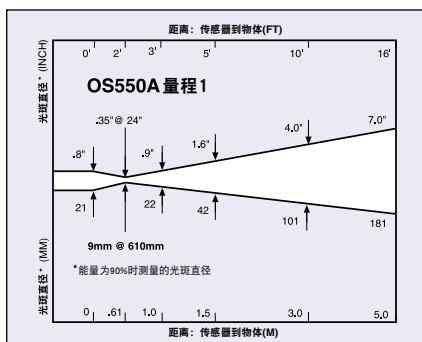 距离：传感器到物体(FT)
0' 2' 3' 5' 10' 16'
光斑直径* (INCH)
OS550A 量程1
.35"@ 24"
.8" .9" 1.6" 4.0" 7.0"
21 22 42 101 181
9mm @ 610mm
*能量为90%时测量的光斑直径
光斑直径* (MM)
0 .61 1.0 1.5 3.0 5.0
距离：传感器到物体(M)